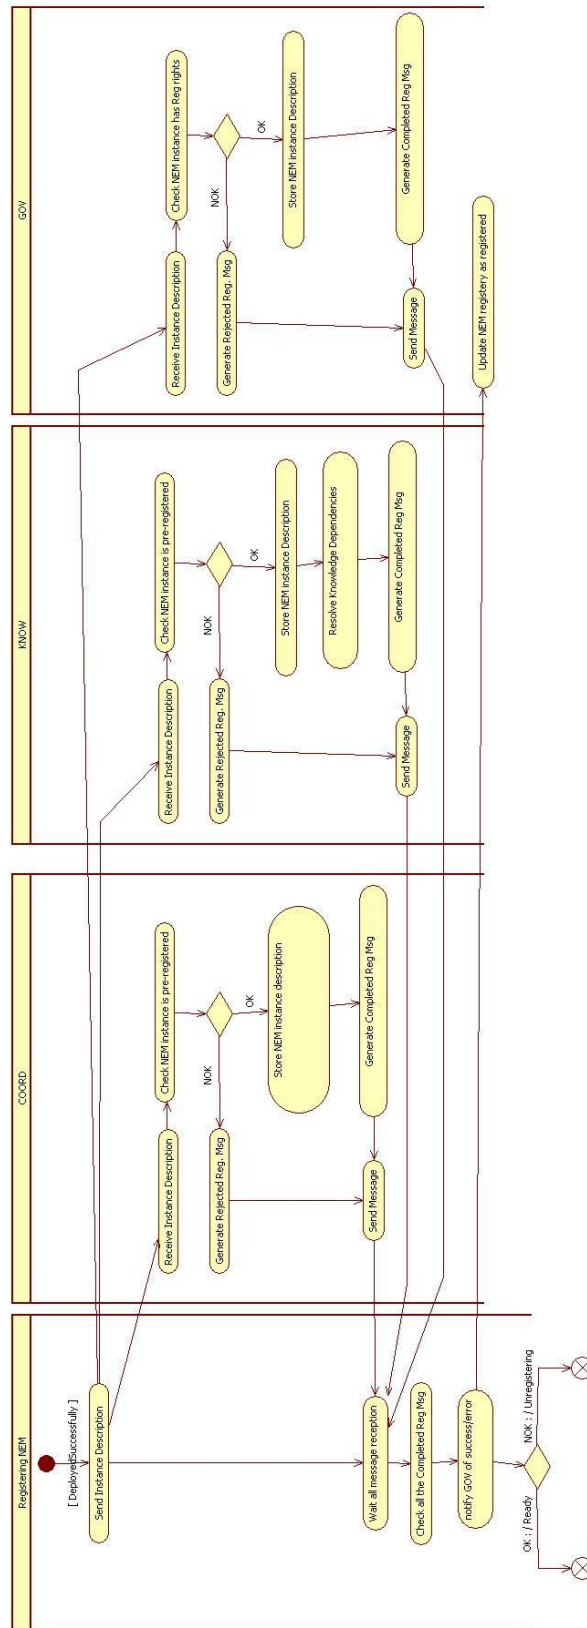 Registering NEM
[ DeployedSuccessfully ]
Send Instance Description
Wait all message reception
Check all the Completed Reg Msg
notify GOV of success/error
OK : / Ready
NOK : / Unregistering
COORD
Receive Instance Description
Check NEM instance is pre-registered
NOK
OK
Generate Rejected Reg. Msg
Store NEM instance description
Generate Completed Reg Msg
Send Message
KNOW
Receive Instance Description
Check NEM instance is pre-registered
NOK
OK
Generate Rejected Reg. Msg
Store NEM instance Description
Resolve Knowledge Dependencies
Generate Completed Reg Msg
Send Message
GOV
Receive Instance Description
Check NEM instance has Reg rights
NOK
OK
Generate Rejected Reg. Msg
Store NEM instance Description
Generate Completed Reg Msg
Send Message
Update NEM registery as registered